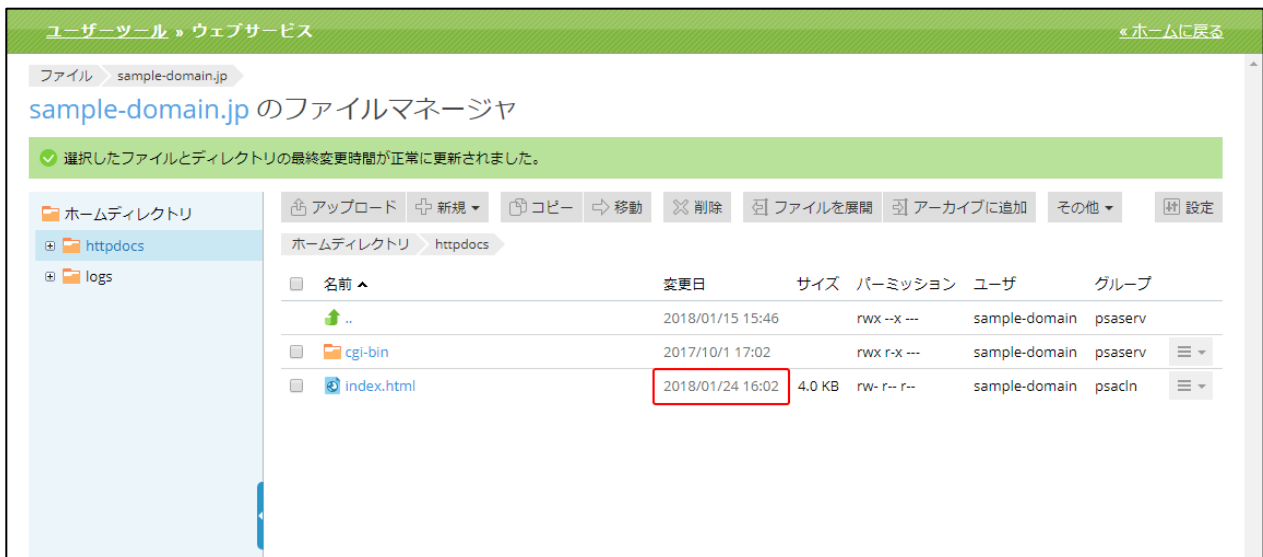 ユーザーツール » ウェブサービス «ホームに戻る
ファイル sample-domain.jp
sample-domain.jp のファイルマネージャ
選択したファイルとディレクトリの最終変更時間が正常に更新されました。
ホームディレクトリ
httpdocs
logs
アップロード 新規 コピー 移動 削除 ファイルを展開 アーカイブに追加 その他 設定
ホームディレクトリ httpdocs
名前 変更日 サイズ パーミッション ユーザ グループ
.. 2018/01/15 15:46 rwx --x --- sample-domain psaserv
cgi-bin 2017/10/1 17:02 rwx r-x --- sample-domain psaserv
index.html 2018/01/24 16:02 4.0 KB rw- r-- r-- sample-domain psacln